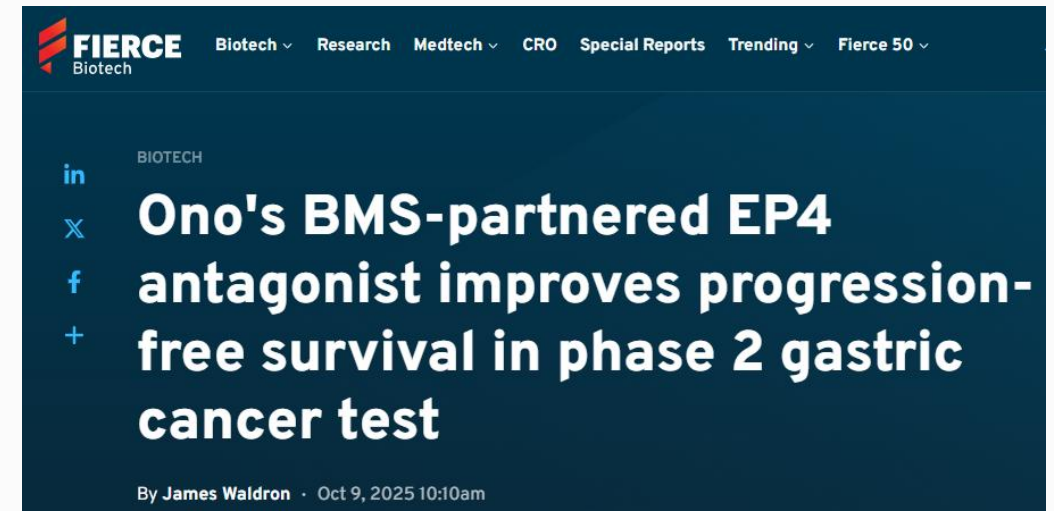 FIERCE
Biotech
Biotech Research Medtech CRO Special Reports Trending Fierce 50
BIOTECH
in
X
f
+
Ono's BMS-partnered EP4
antagonist improves progression-
free survival in phase 2 gastric
cancer test
By James Waldron · Oct 9, 2025 10:10am